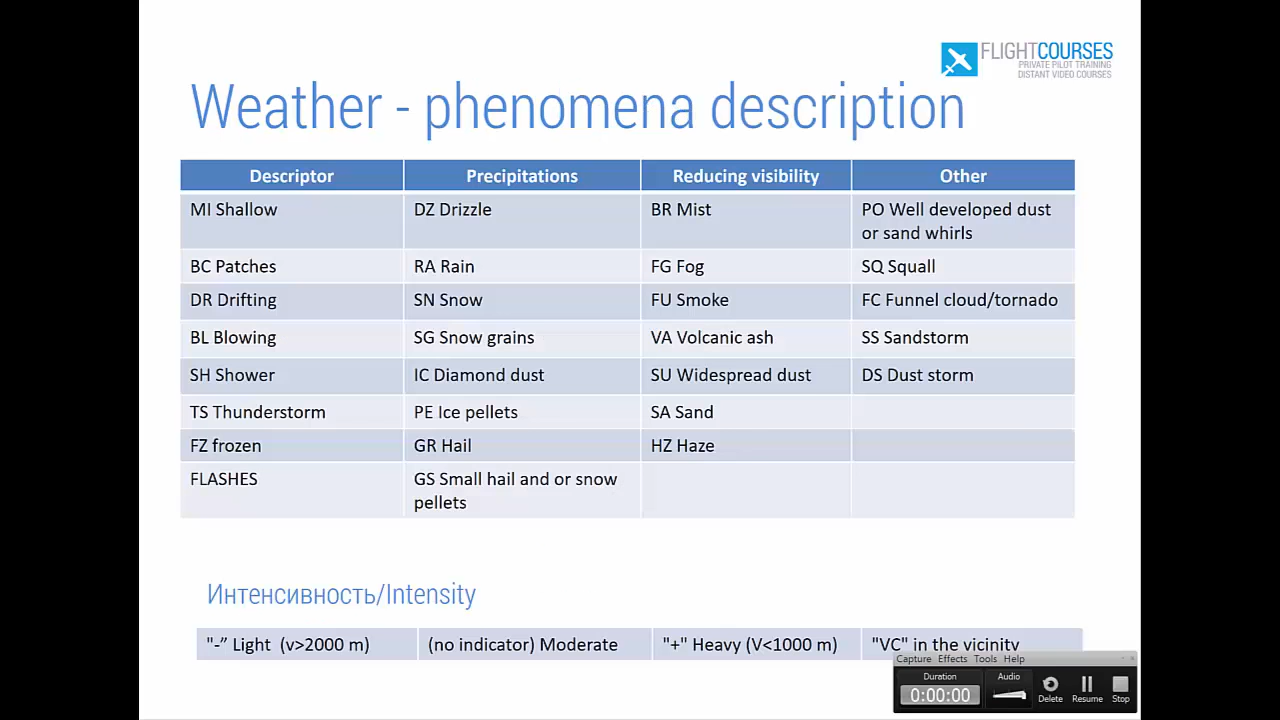 FLIGHTCOURSES
PRIVATE PILOT TRAINING
DISTANT VIDEO COURSES
Weather - phenomena description
Descriptor Precipitations Reducing visibility Other
MI Shallow DZ Drizzle BR Mist PO Well developed dust
or sand whirls
BC Patches RA Rain FG Fog SQ Squall
DR Drifting SN Snow FU Smoke FC Funnel cloud/tornado
BL Blowing SG Snow grains VA Volcanic ash SS Sandstorm
SH Shower IC Diamond dust SU Widespread dust DS Dust storm
TS Thunderstorm PE Ice pellets SA Sand
FZ frozen GR Hail HZ Haze
FLASHES GS Small hail and or snow
pellets
Интенсивность/Intensity
"-” Light (v>2000 m) (no indicator) Moderate "+" Heavy (V<1000 m) "VC" in the vicinity
Capture Effects Tools Help
Duration Audio
0:00:00 Delete Resume Stop